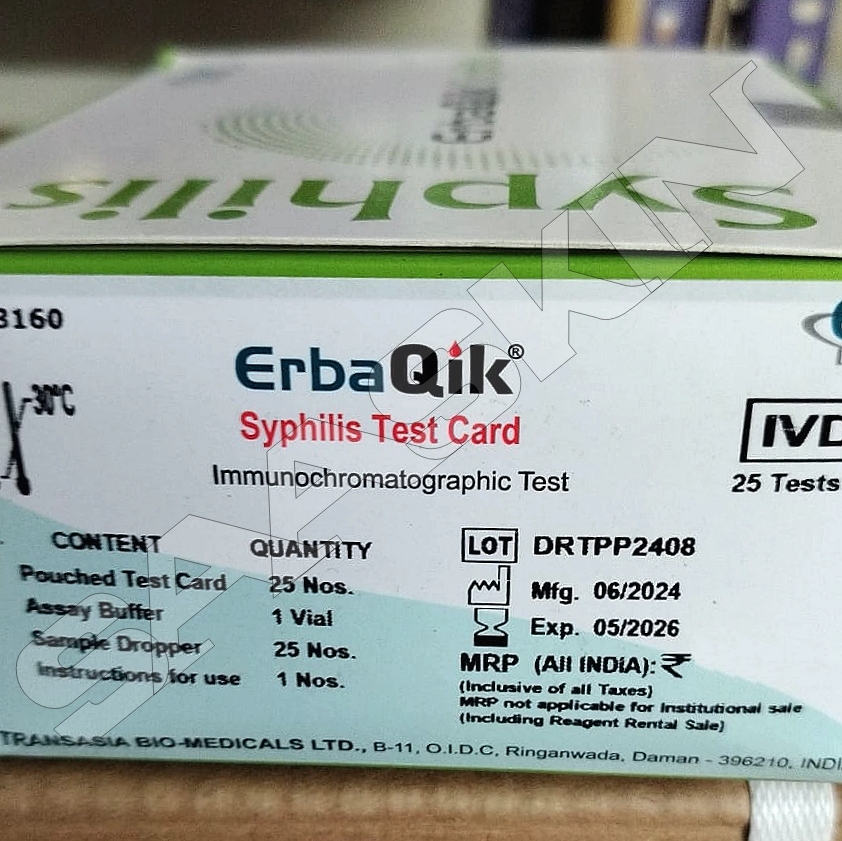 ErbaQik
Syphilis
3160
ErbaQik®
-30°C
Syphilis Test Card
IVD
Immunochromatographic Test
25 Tests
CONTENT QUANTITY
LOT DRTPP2408
Pouched Test Card 25 Nos.
Mfg. 06/2024
Assay Buffer 1 Vial
Exp. 05/2026
Sample Dropper 25 Nos.
MRP (All INDIA): ₹
Instructions for use 1 Nos.
(Inclusive of all Taxes)
MRP not applicable for Institutional sale
(Including Reagent Rental Sale)
TRANSASIA BIO-MEDICALS LTD., B-11, O.I.D.C, Ringanwada, Daman - 396210, INDI
SAXASKIN